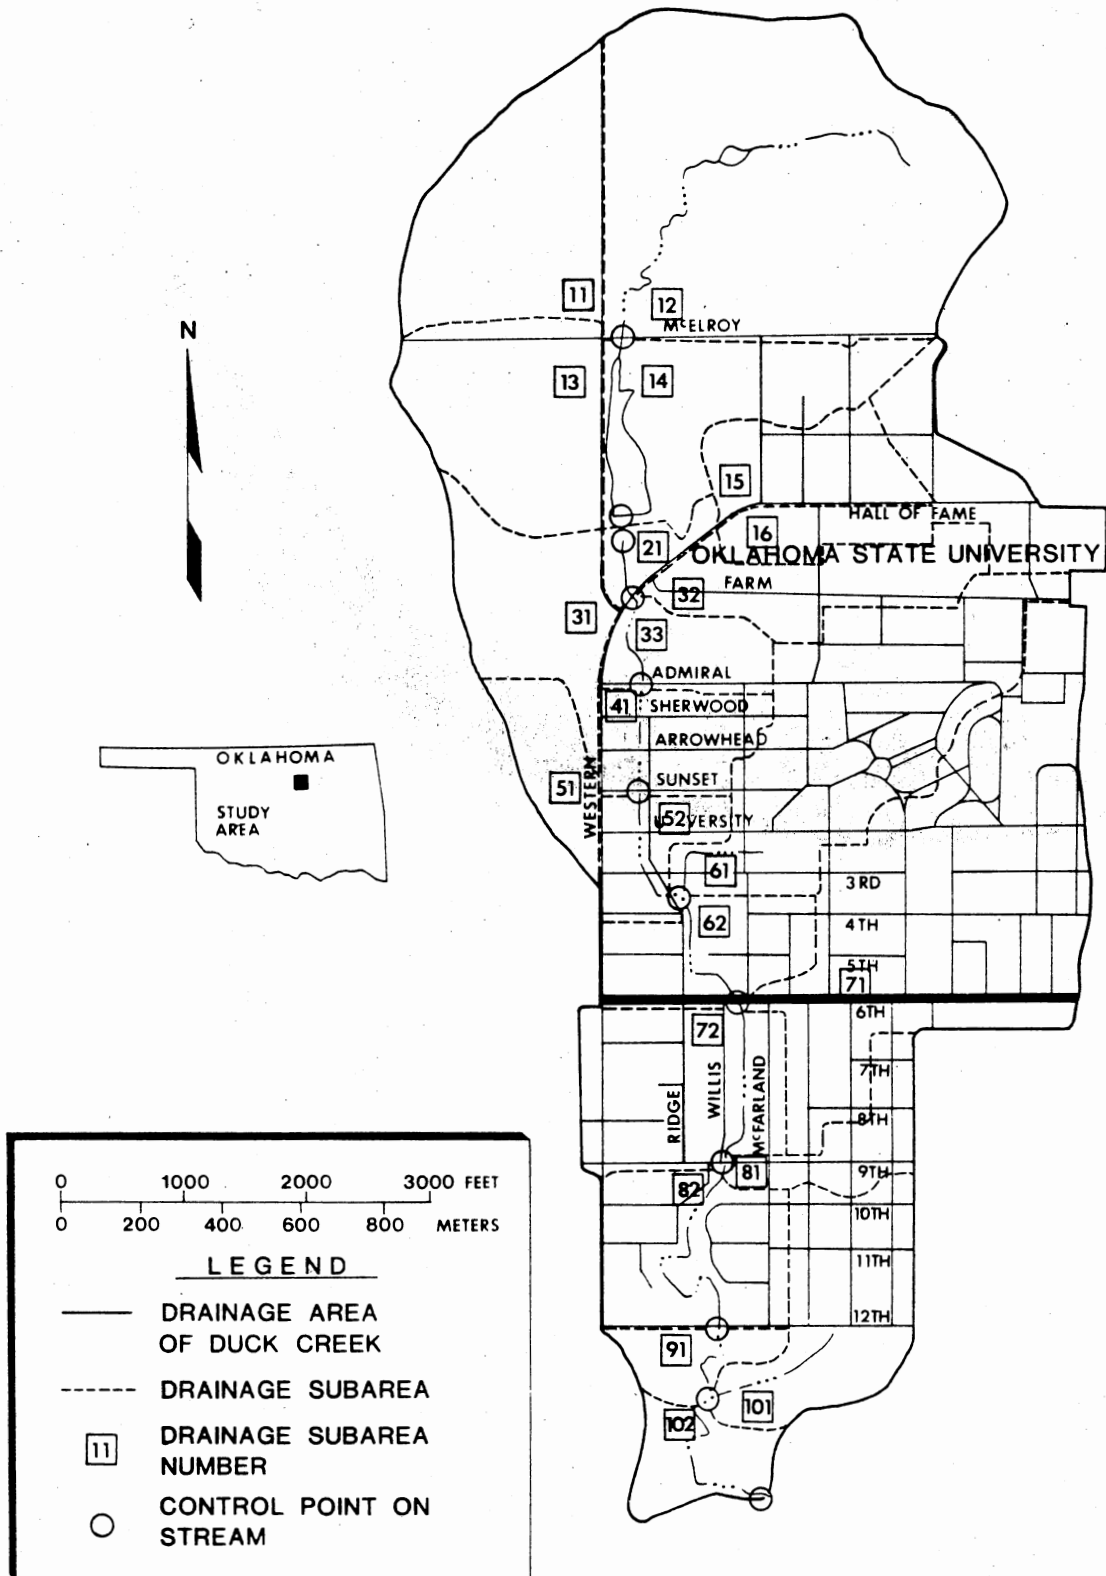 11
12
McELROY
N
13
14
15
HALL OF FAME
16
21
OKLAHOMA STATE UNIVERSITY
FARM
32
31
33
ADMIRAL
41
SHERWOOD
ARROWHEAD
OKLAHOMA
SUNSET
51
WESTERN
STUDY
AREA
52
UNIVERSITY
61
3RD
62
4TH
5TH
71
6TH
72
7TH
WILLIS
McFARLAND
RIDGE
8TH
9TH
81
82
10TH
11TH
12TH
91
101
102
0 1000 2000 3000 FEET
0 200 400 600 800 METERS
LEGEND
DRAINAGE AREA
OF DUCK CREEK
DRAINAGE SUBAREA
11
DRAINAGE SUBAREA
NUMBER
CONTROL POINT ON
STREAM